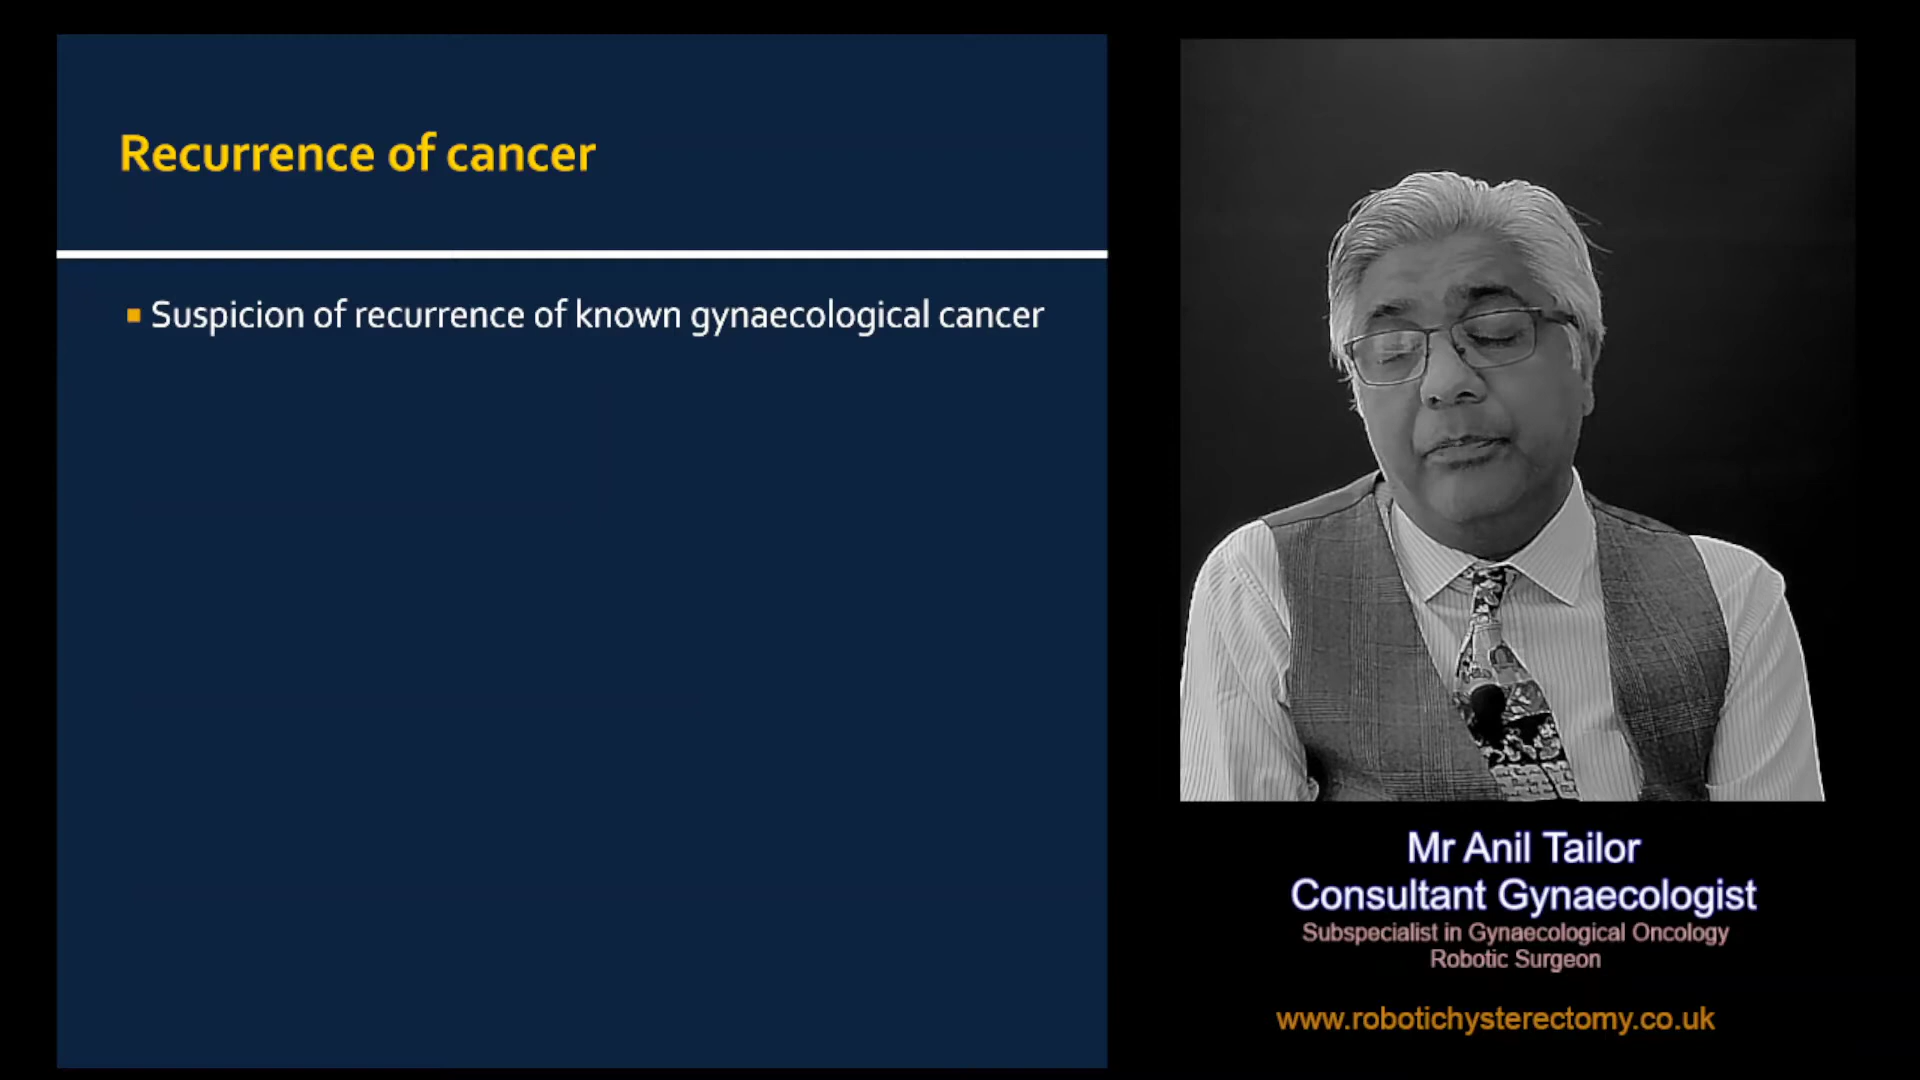 Recurrence of cancer
Suspicion of recurrence of known gynaecological cancer
Mr Anil Tailor
Consultant Gynaecologist
Subspecialist in Gynaecological Oncology
Robotic Surgeon
www.robotichysterectomy.co.uk